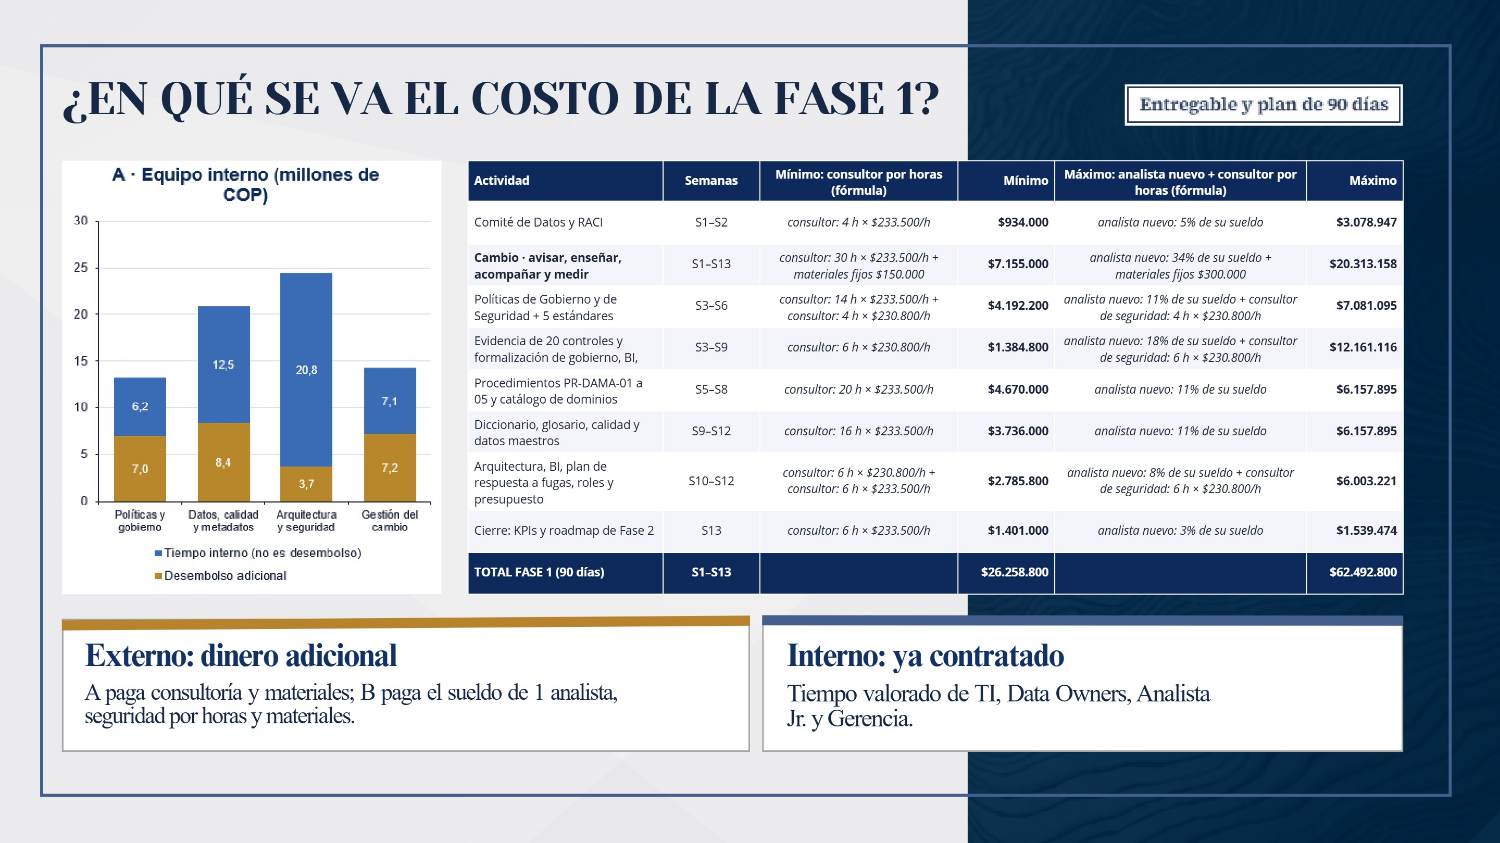 ¿EN QUÉ SE VA EL COSTO DE LA FASE 1?
Entregable y plan de 90 días
A · Equipo interno (millones de
COP)
30
25
20
15
10
5
0
6,2
7,0
12,5
8,4
20,8
3,7
7,1
7,2
Políticas y
gobierno
Datos, calidad
y metadatos
Arquitectura
y seguridad
Gestión del
cambio
Tiempo interno (no es desembolso)
Desembolso adicional
Actividad Semanas Mínimo: consultor por horas (fórmula) Mínimo Máximo: analista nuevo + consultor por horas (fórmula) Máximo
Comité de Datos y RACI S1–S2 consultor: 4 h × $233.500/h $934.000 analista nuevo: 5% de su sueldo $3.078.947
Cambio · avisar, enseñar, acompañar y medir S1–S13 consultor: 30 h × $233.500/h + materiales fijos $150.000 $7.155.000 analista nuevo: 34% de su sueldo + materiales fijos $300.000 $20.313.158
Políticas de Gobierno y de Seguridad + 5 estándares S3–S6 consultor: 14 h × $233.500/h + consultor: 4 h × $230.800/h $4.192.200 analista nuevo: 11% de su sueldo + consultor de seguridad: 4 h × $230.800/h $7.081.095
Evidencia de 20 controles y formalización de gobierno, BI, S3–S9 consultor: 6 h × $230.800/h $1.384.800 analista nuevo: 18% de su sueldo + consultor de seguridad: 6 h × $230.800/h $12.161.116
Procedimientos PR-DAMA-01 a 05 y catálogo de dominios S5–S8 consultor: 20 h × $233.500/h $4.670.000 analista nuevo: 11% de su sueldo $6.157.895
Diccionario, glosario, calidad y datos maestros S9–S12 consultor: 16 h × $233.500/h $3.736.000 analista nuevo: 11% de su sueldo $6.157.895
Arquitectura, BI, plan de respuesta a fugas, roles y presupuesto S10–S12 consultor: 6 h × $230.800/h + consultor: 6 h × $233.500/h $2.785.800 analista nuevo: 8% de su sueldo + consultor de seguridad: 6 h × $230.800/h $6.003.221
Cierre: KPIs y roadmap de Fase 2 S13 consultor: 6 h × $233.500/h $1.401.000 analista nuevo: 3% de su sueldo $1.539.474
TOTAL FASE 1 (90 días) S1–S13 $26.258.800 $62.492.800
Externo: dinero adicional
A paga consultoría y materiales; B paga el sueldo de 1 analista,
seguridad por horas y materiales.
Interno: ya contratado
Tiempo valorado de TI, Data Owners, Analista
Jr. y Gerencia.